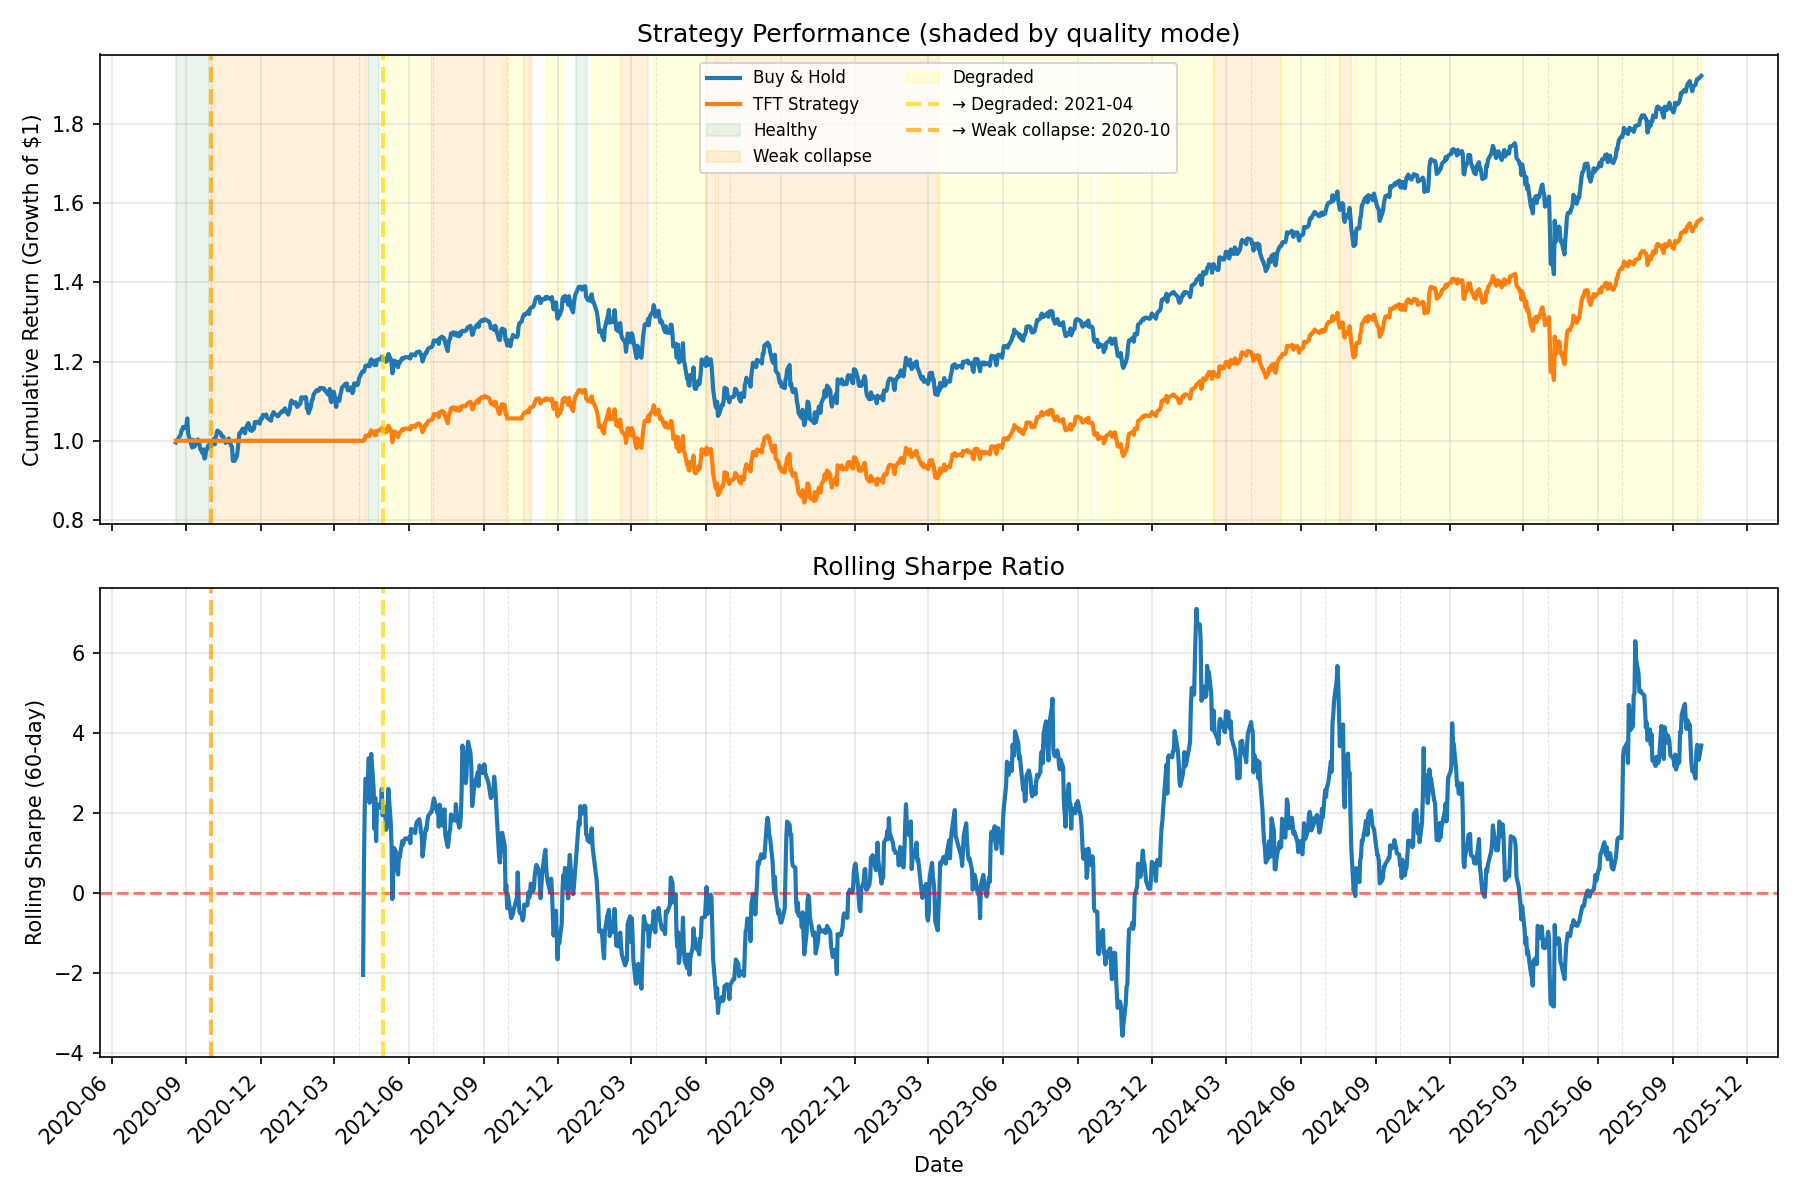 Strategy Performance (shaded by quality mode)
Cumulative Return (Growth of $1)
1.8
1.6
1.4
1.2
1.0
0.8
Buy & Hold
TFT Strategy
Healthy
Weak collapse
Degraded
→ Degraded: 2021-04
→ Weak collapse: 2020-10
Rolling Sharpe Ratio
Rolling Sharpe (60-day)
6
4
2
0
−2
−4
2020-06
2020-09
2020-12
2021-03
2021-06
2021-09
2021-12
2022-03
2022-06
2022-09
2022-12
2023-03
2023-06
2023-09
2023-12
2024-03
2024-06
2024-09
2024-12
2025-03
2025-06
2025-09
2025-12
Date